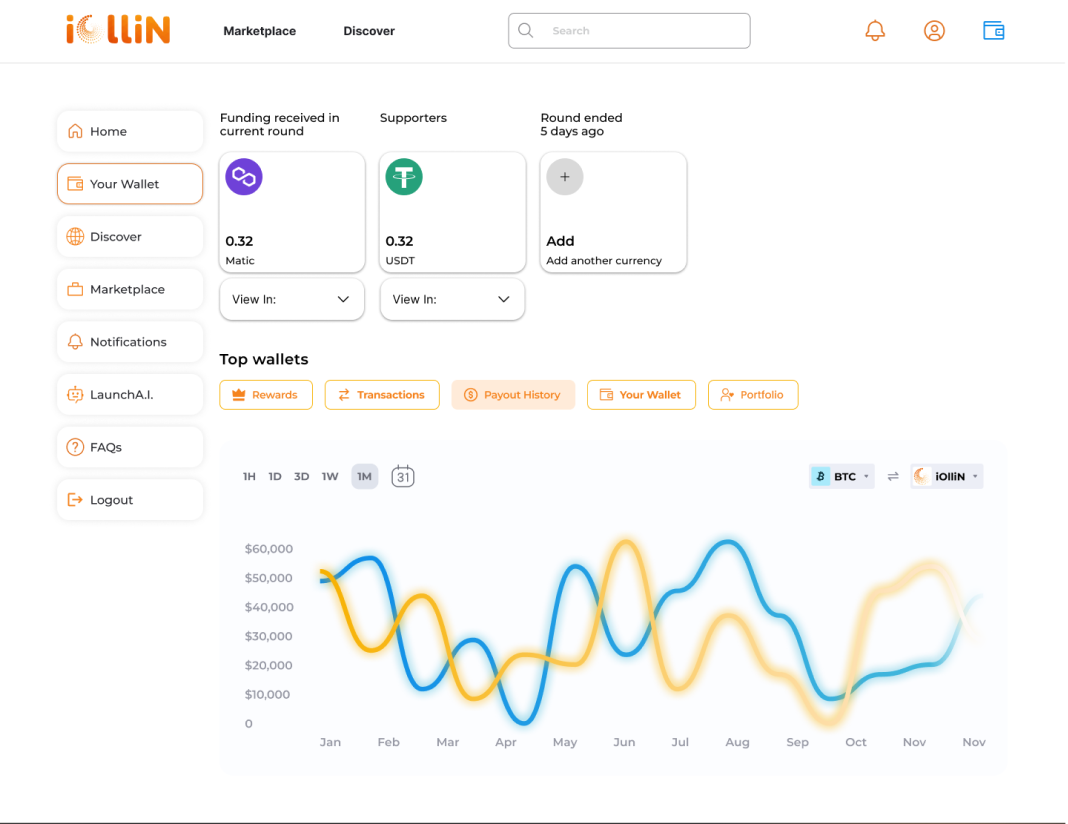 iOlliN
Marketplace
Discover
Search
Home
Your Wallet
Discover
Marketplace
Notifications
LaunchA.I.
FAQs
Logout
Funding received in
current round
Supporters
Round ended
5 days ago
0.32
Matic
0.32
USDT
+
Add
Add another currency
View In:
View In:
Top wallets
Rewards
Transactions
Payout History
Your Wallet
Portfolio
1H 1D 3D 1W 1M 31
BTC
iOlliN
$60,000
$50,000
$40,000
$30,000
$20,000
$10,000
0
Jan Feb Mar Apr May Jun Jul Aug Sep Oct Nov Nov